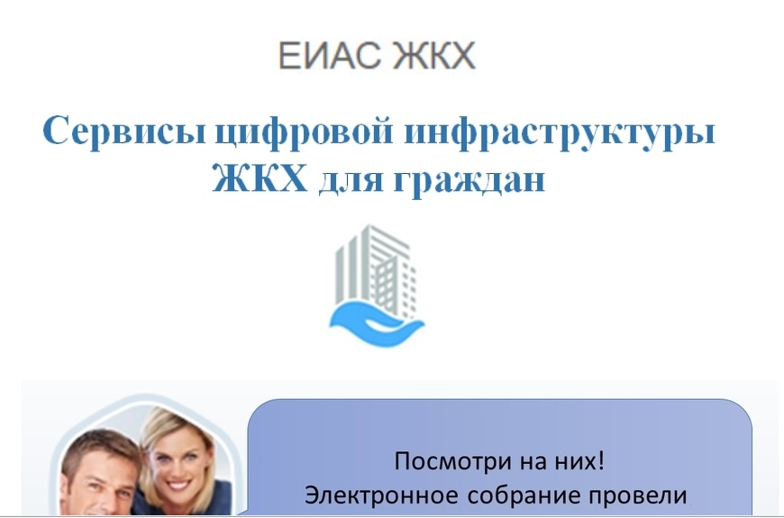 ЕИАС ЖКХ
Сервисы цифровой инфраструктуры
ЖКХ для граждан
Посмотри на них!
Электронное собрание провели